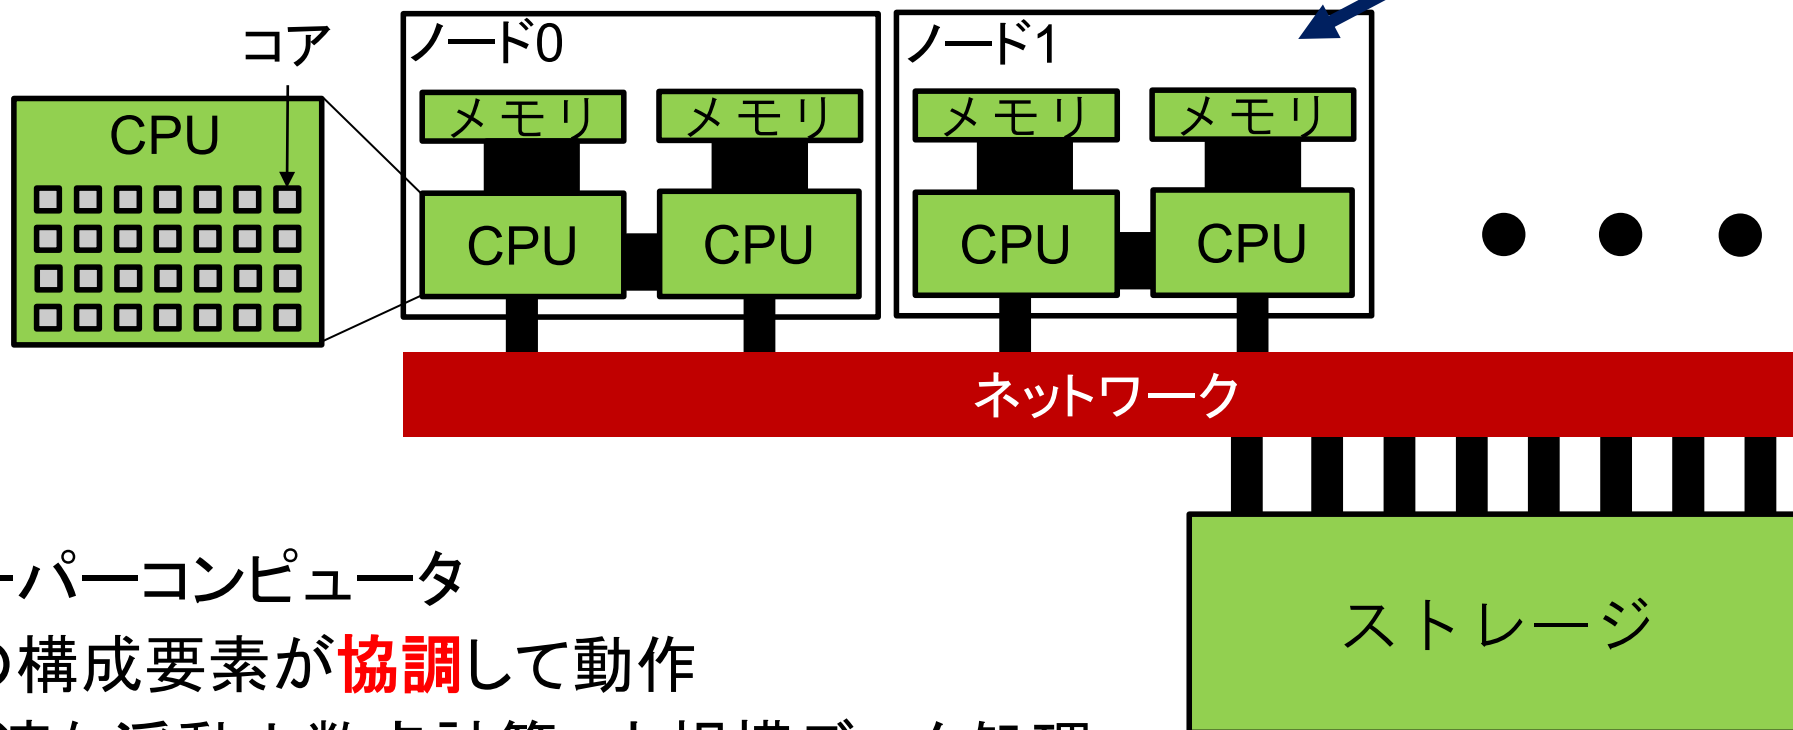 コア
ノード0
ノード1
メモリ
メモリ
メモリ
メモリ
CPU
CPU
CPU
CPU
CPU
ネットワーク
ストレージ
ーパーコンピュータ
の構成要素が協調して動作